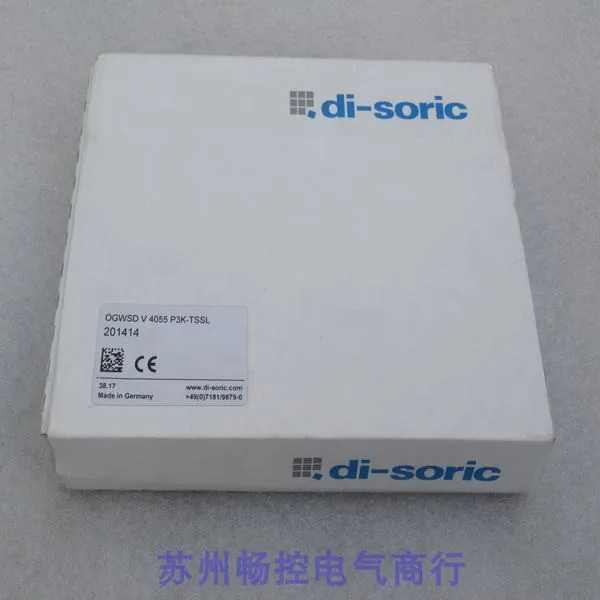 di-soric
OGWSD V 4055 P3K-TSSL
201414
38.17 www.di-soric.com
Made in Germany +49(0)7181/9879-0
di-soric
苏州畅控电气商行